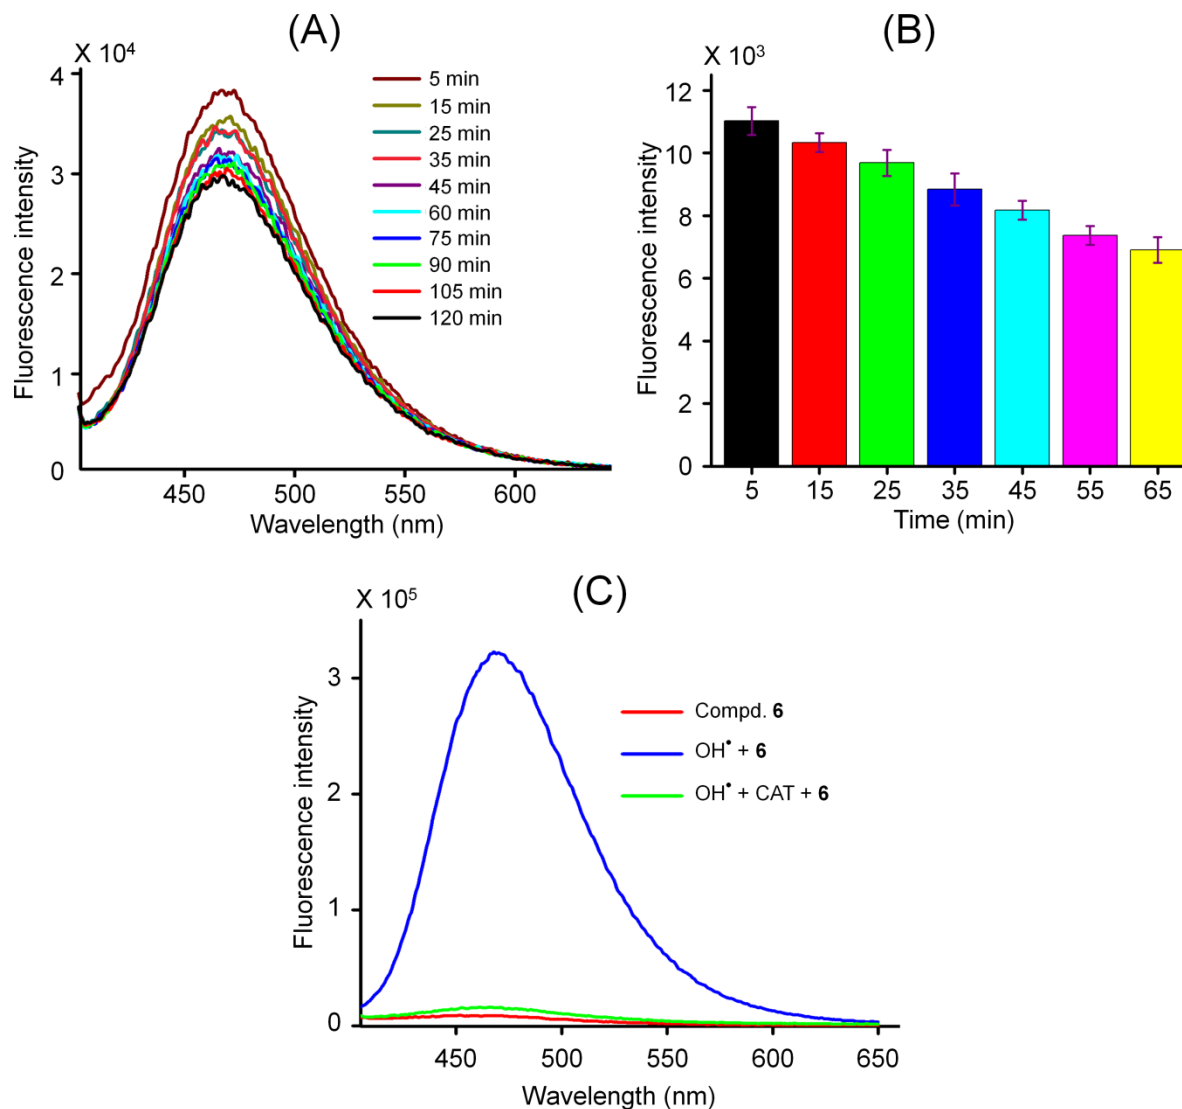 (A)
X 10⁴
4
3
2
1
0
Fluorescence intensity
450 500 550 600
Wavelength (nm)
5 min
15 min
25 min
35 min
45 min
60 min
75 min
90 min
105 min
120 min
(B)
X 10³
12
10
8
6
4
2
0
Fluorescence intensity
5 15 25 35 45 55 65
Time (min)
(C)
X 10⁵
3
2
1
0
Fluorescence intensity
450 500 550 600 650
Wavelength (nm)
Compd. 6
OH• + 6
OH• + CAT + 6